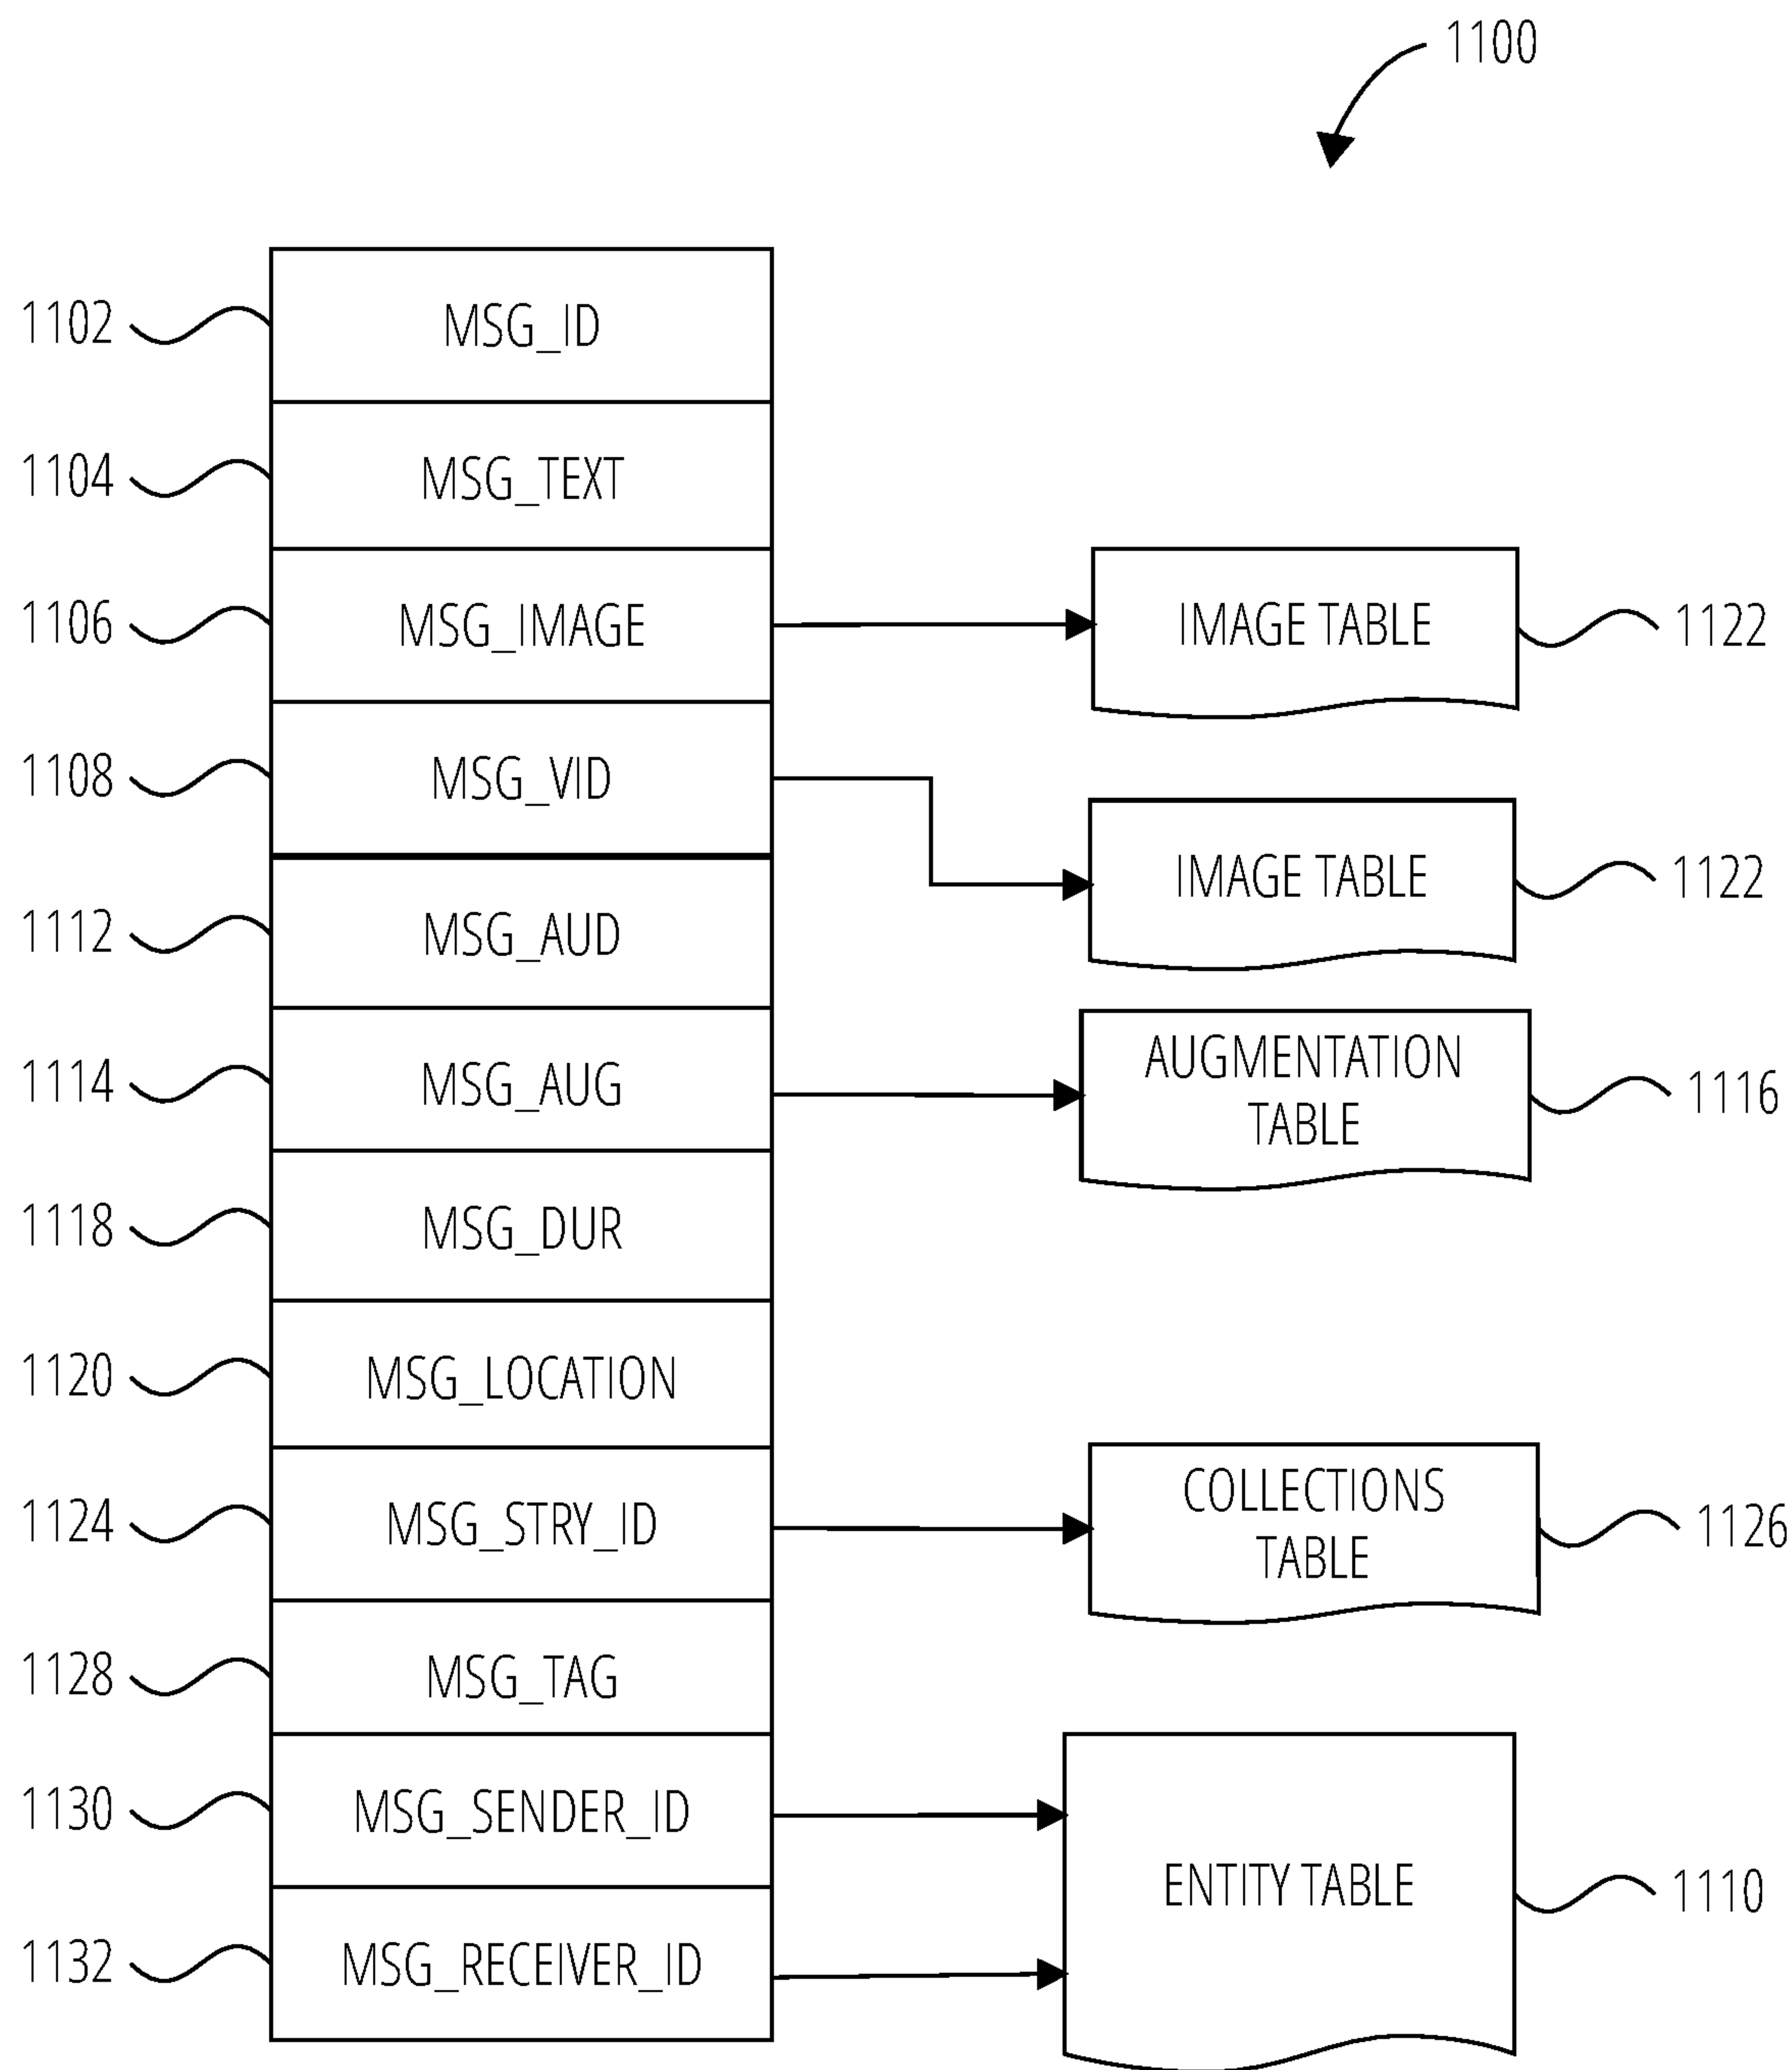 1100
1102 MSG_ID
1104 MSG_TEXT
1106 MSG_IMAGE IMAGE TABLE 1122
1108 MSG_VID
IMAGE TABLE 1122
1112 MSG_AUD
AUGMENTATION
1114 MSG_AUG TABLE 1116
1118 MSG_DUR
1120 MSG_LOCATION
COLLECTIONS
1124 MSG_STRY_ID TABLE 1126
1128 MSG_TAG
1130 MSG_SENDER_ID
ENTITY TABLE 1110
1132 MSG_RECEIVER_ID